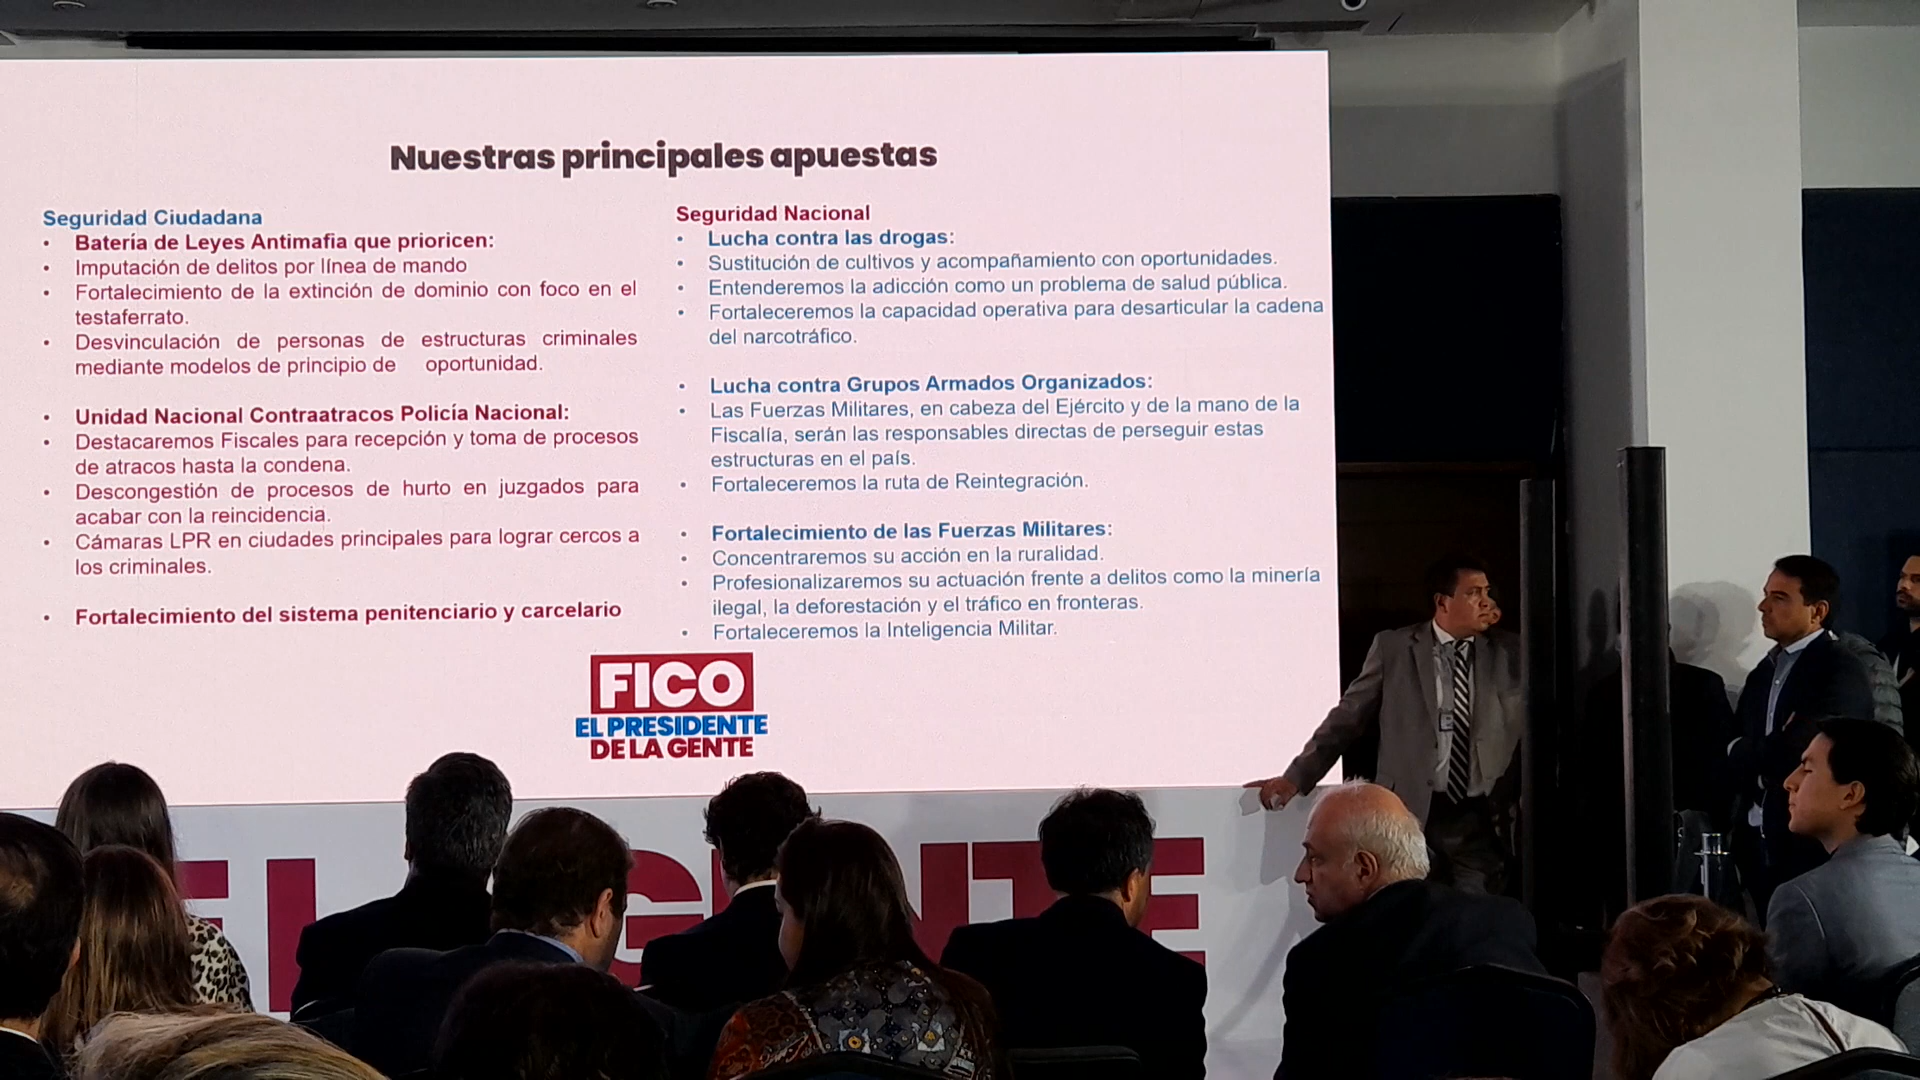 Nuestras principales apuestas
Seguridad Ciudadana
• Batería de Leyes Antimafia que prioricen:
• Imputación de delitos por línea de mando
• Fortalecimiento de la extinción de dominio con foco en el
testaferrato.
• Desvinculación de personas de estructuras criminales
mediante modelos de principio de oportunidad.
• Unidad Nacional Contraatracos Policía Nacional:
• Destacaremos Fiscales para recepción y toma de procesos
de atracos hasta la condena.
• Descongestión de procesos de hurto en juzgados para
acabar con la reincidencia.
• Cámaras LPR en ciudades principales para lograr cercos a
los criminales.
• Fortalecimiento del sistema penitenciario y carcelario
Seguridad Nacional
• Lucha contra las drogas:
• Sustitución de cultivos y acompañamiento con oportunidades.
• Entenderemos la adicción como un problema de salud pública.
• Fortaleceremos la capacidad operativa para desarticular la cadena
del narcotráfico.
• Lucha contra Grupos Armados Organizados:
• Las Fuerzas Militares, en cabeza del Ejército y de la mano de la
Fiscalía, serán las responsables directas de perseguir estas
estructuras en el país.
• Fortaleceremos la ruta de Reintegración.
• Fortalecimiento de las Fuerzas Militares:
• Concentraremos su acción en la ruralidad.
• Profesionalizaremos su actuación frente a delitos como la minería
ilegal, la deforestación y el tráfico en fronteras.
• Fortaleceremos la Inteligencia Militar.
FICO
EL PRESIDENTE
DE LA GENTE